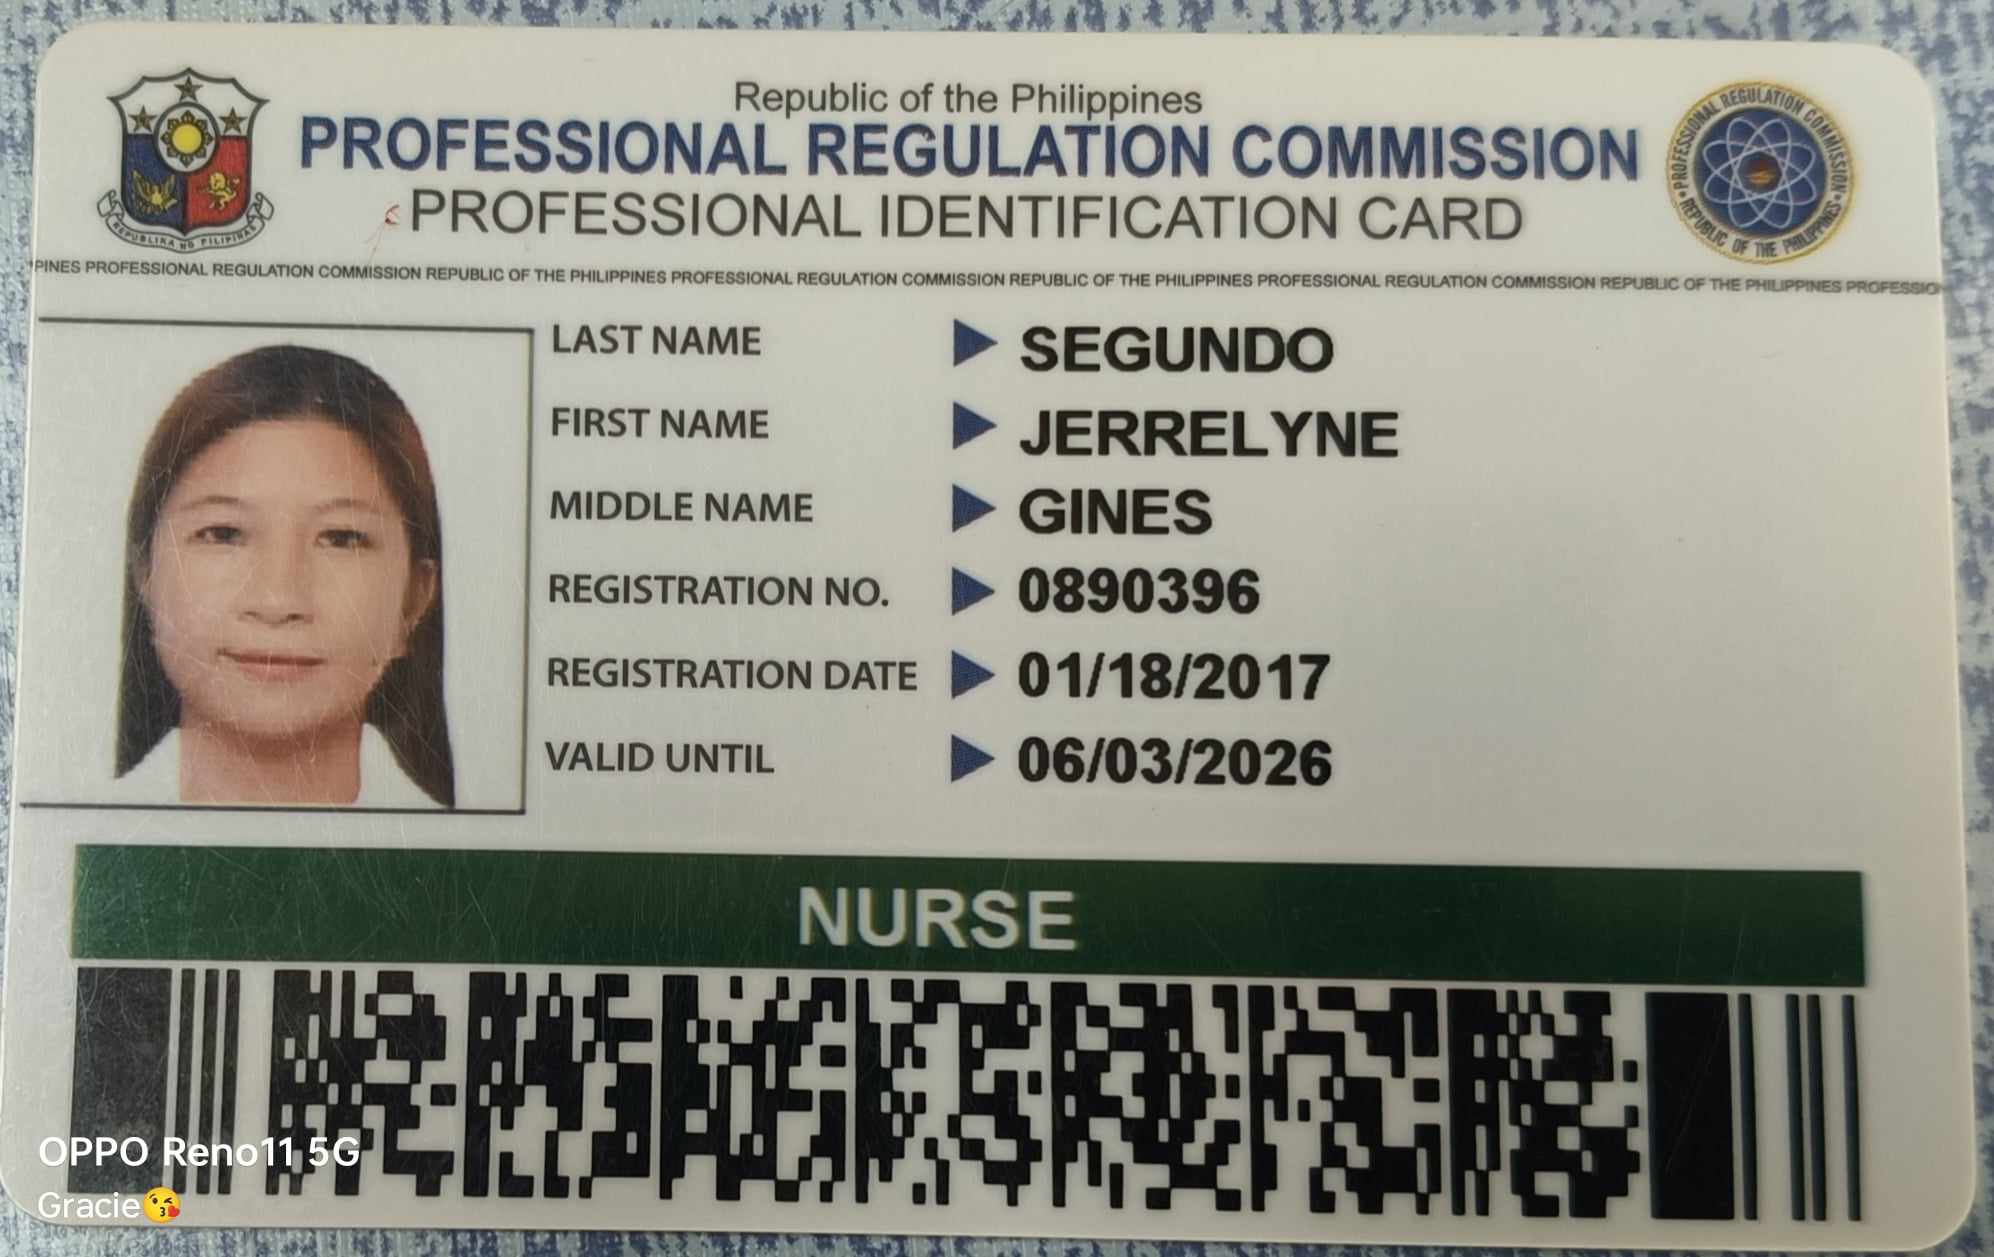 Republic of the Philippines
PROFESSIONAL REGULATION COMMISSION
PROFESSIONAL IDENTIFICATION CARD
REPUBLIKA NG PILIPINAS
PROFESSIONAL REGULATION COMMISSION
REPUBLIC OF THE PHILIPPINES
PINES PROFESSIONAL REGULATION COMMISSION REPUBLIC OF THE PHILIPPINES PROFESSIONAL REGULATION COMMISSION REPUBLIC OF THE PHILIPPINES PROFESSIONAL REGULATION COMMISSION REPUBLIC OF THE PHILIPPINES PROFESSIO
LAST NAME SEGUNDO
FIRST NAME JERRELYNE
MIDDLE NAME GINES
REGISTRATION NO. 0890396
REGISTRATION DATE 01/18/2017
VALID UNTIL 06/03/2026
NURSE
OPPO Reno11 5G
Gracie😘